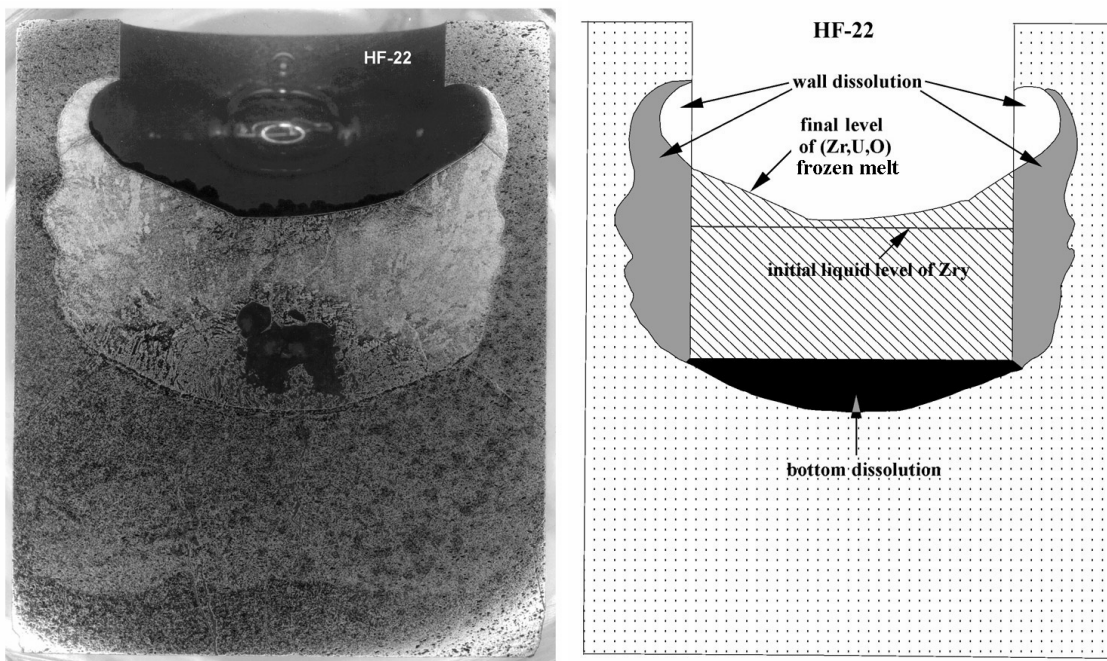 HF-22
HF-22
wall dissolution
final level
of (Zr,U,O)
frozen melt
initial liquid level of Zry
bottom dissolution